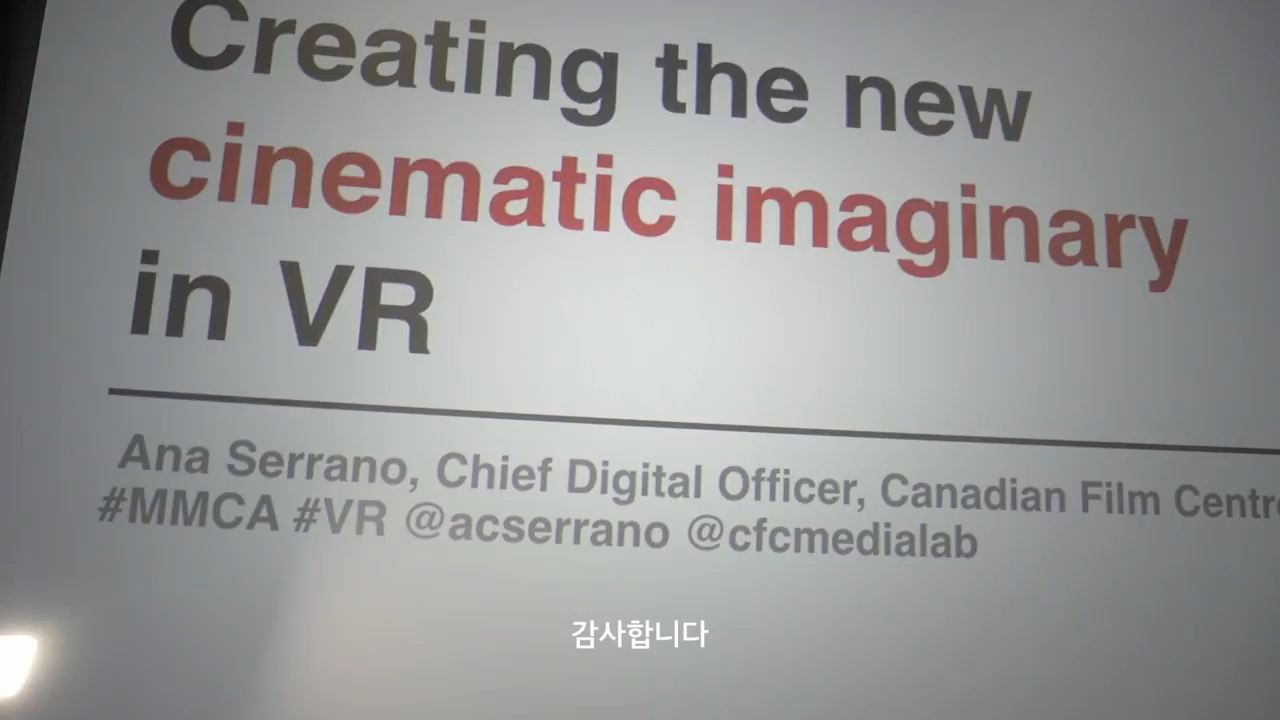 Creating the new
cinematic imaginary
in VR
Ana Serrano, Chief Digital Officer, Canadian Film Centre
#MMCA #VR @acserrano @cfcmedialab
감사합니다